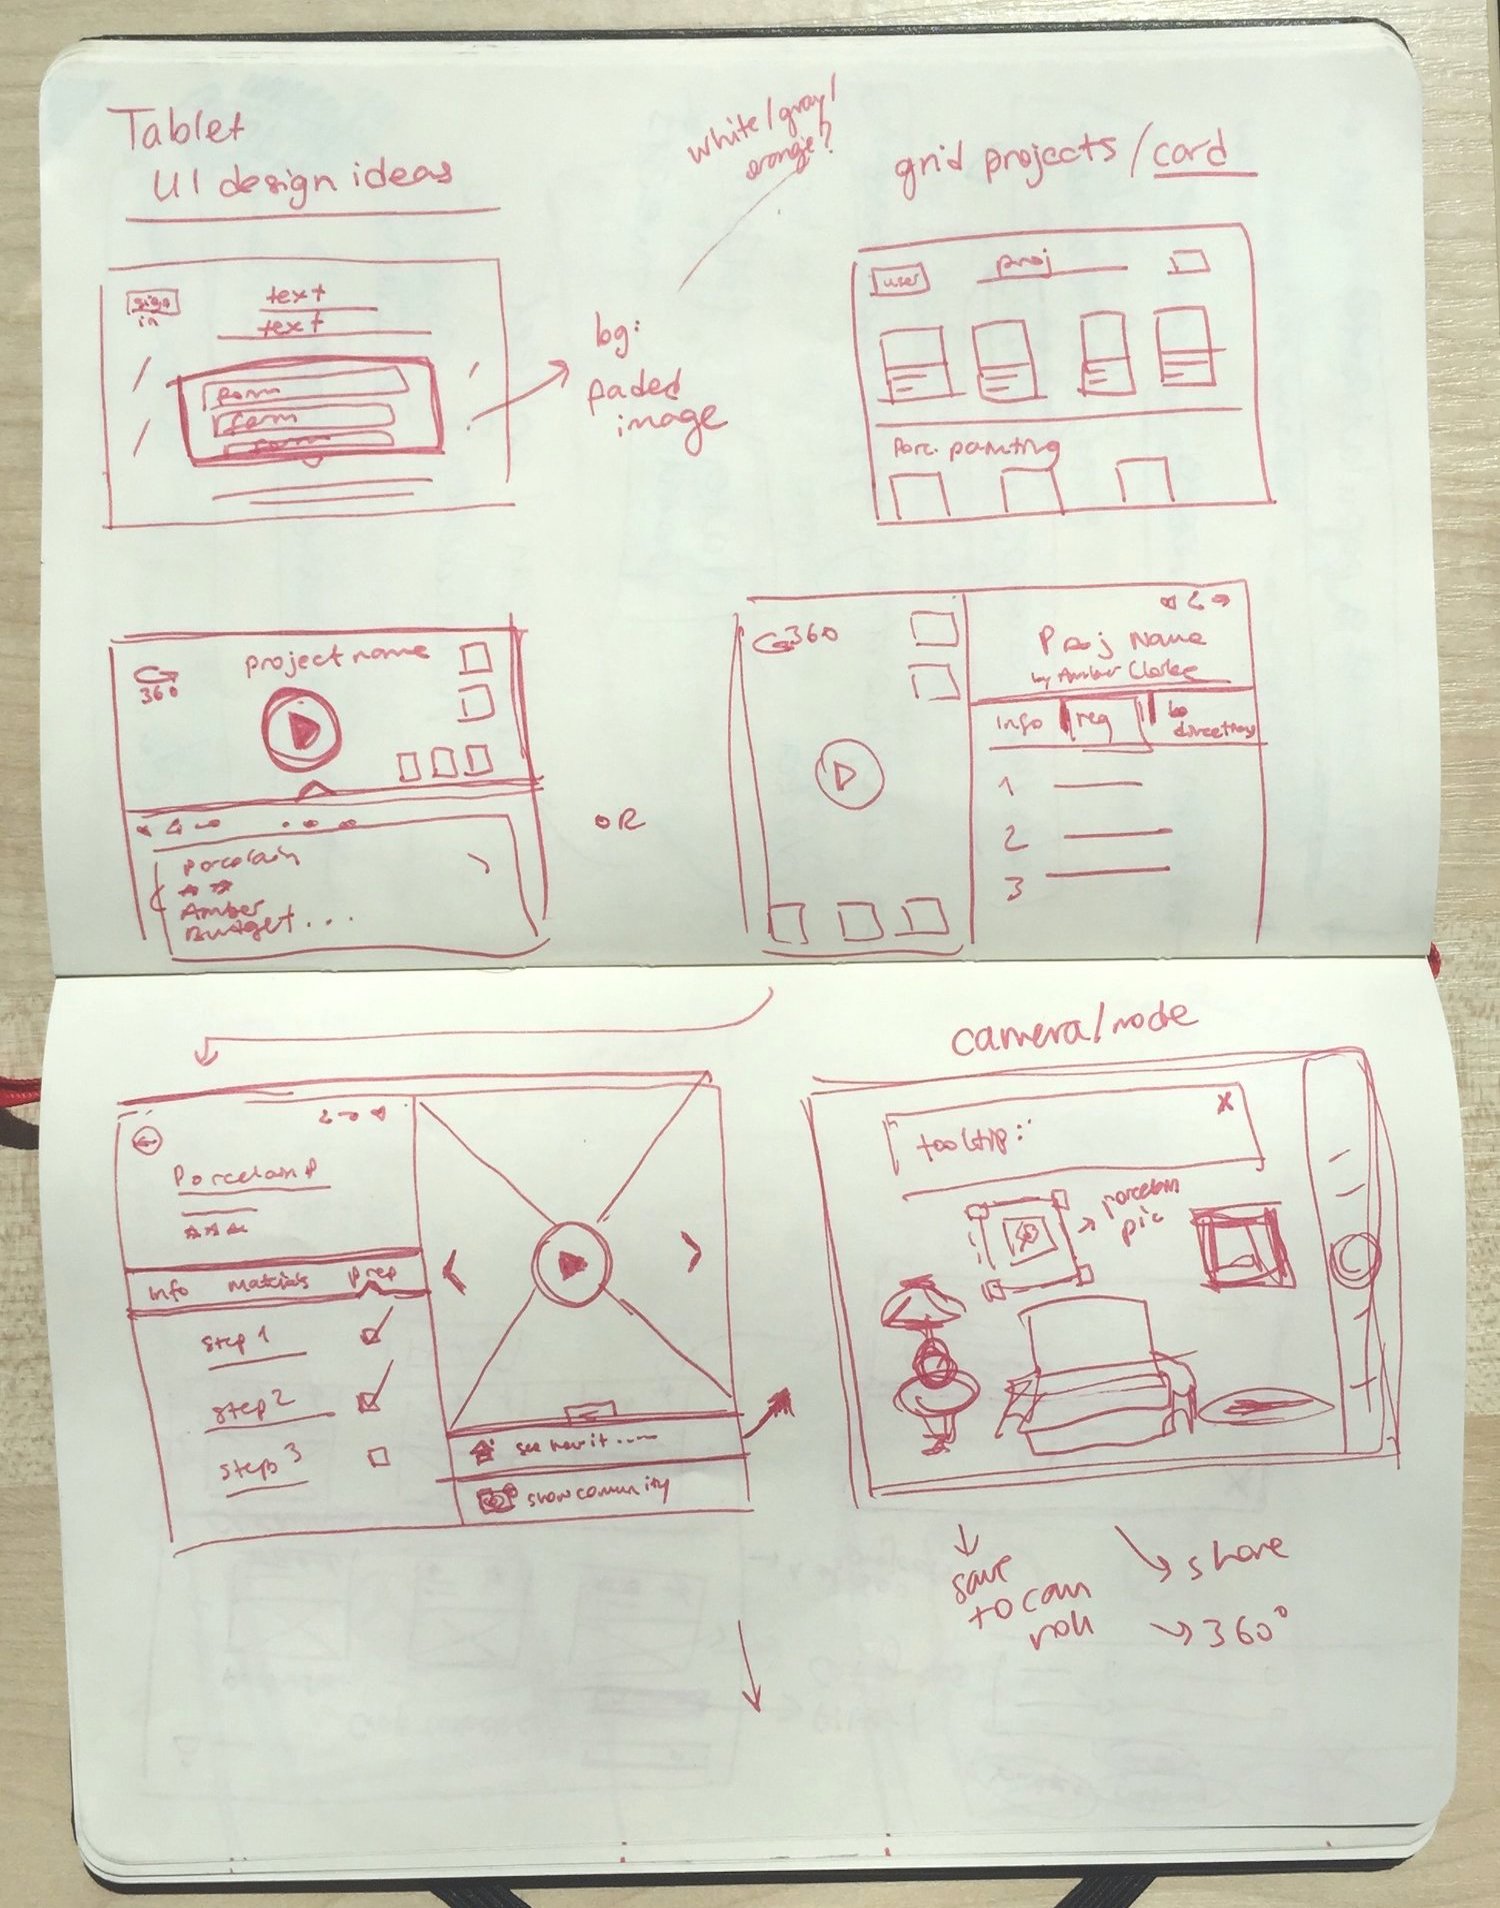 Tablet
UI design ideas
white/gray/
orange?
grid projects/card
sign
in
text
text
form
form
form
bg:
faded
image
user
proj
Porc. painting
360
project name
Porcelain
Amber
Budget...
OR
360
Proj Name
by Amber Clarke
Info
req
directions
1
2
3
Porcelain P
Info
Materials
prep
step 1
step 2
step 3
see how it .....
show comunity
camera/mode
tooltip:
X
porcelain
pic
save
to cam
roll
share
360°